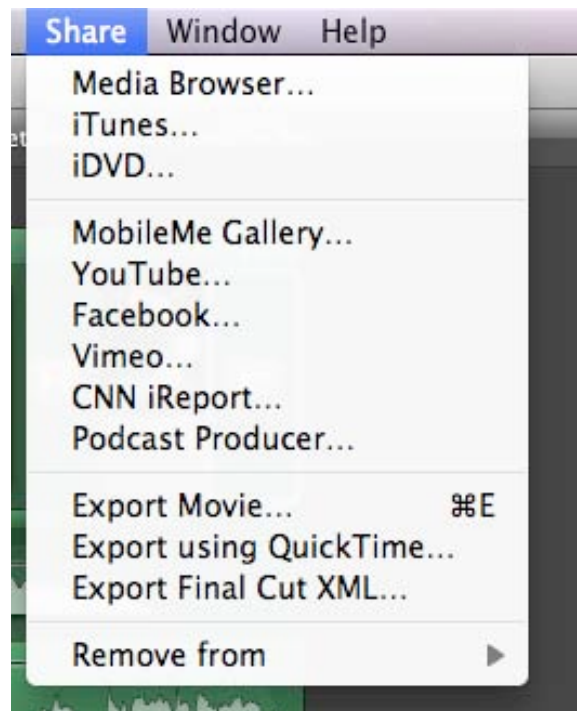 Share Window Help
Media Browser...
iTunes...
iDVD...
MobileMe Gallery...
YouTube...
Facebook...
Vimeo...
CNN iReport...
Podcast Producer...
Export Movie... ⌘E
Export using QuickTime...
Export Final Cut XML...
Remove from